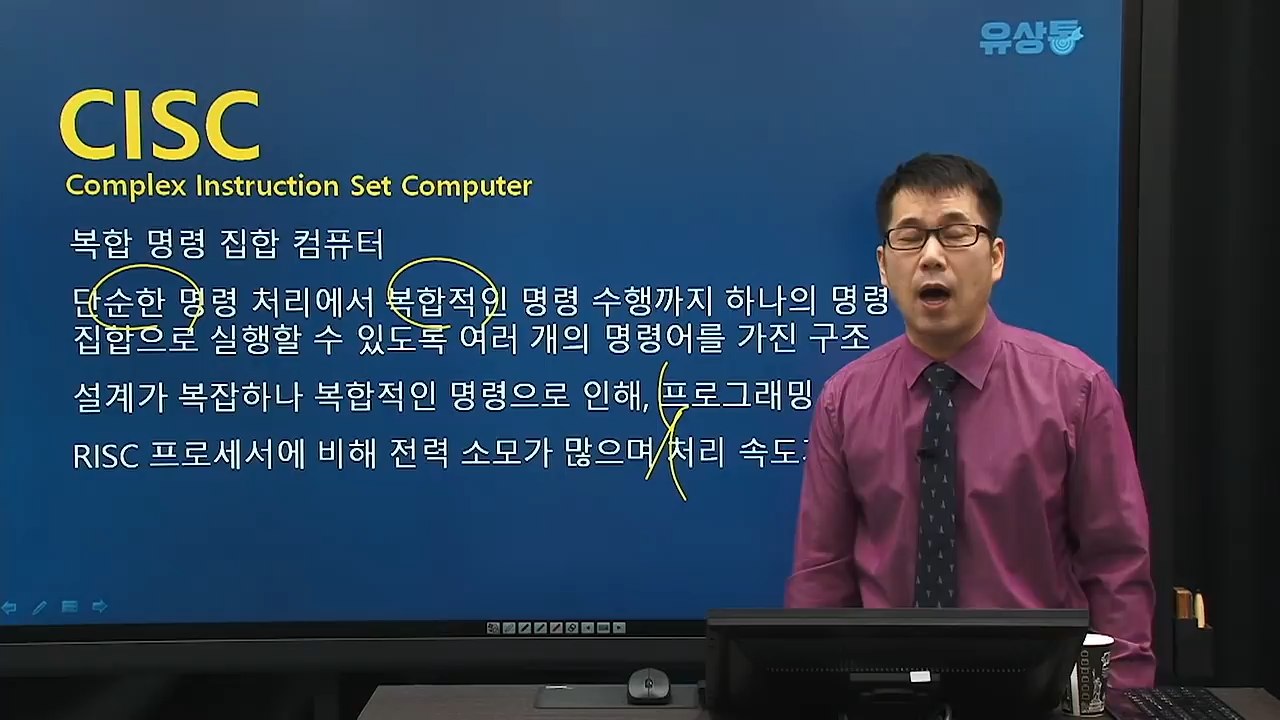 유상통
CISC
Complex Instruction Set Computer
복합 명령 집합 컴퓨터
단순한 명령 처리에서 복합적인 명령 수행까지 하나의 명령
집합으로 실행할 수 있도록 여러 개의 명령어를 가진 구조
설계가 복잡하나 복합적인 명령으로 인해, 프로그래밍
RISC 프로세서에 비해 전력 소모가 많으며 처리 속도